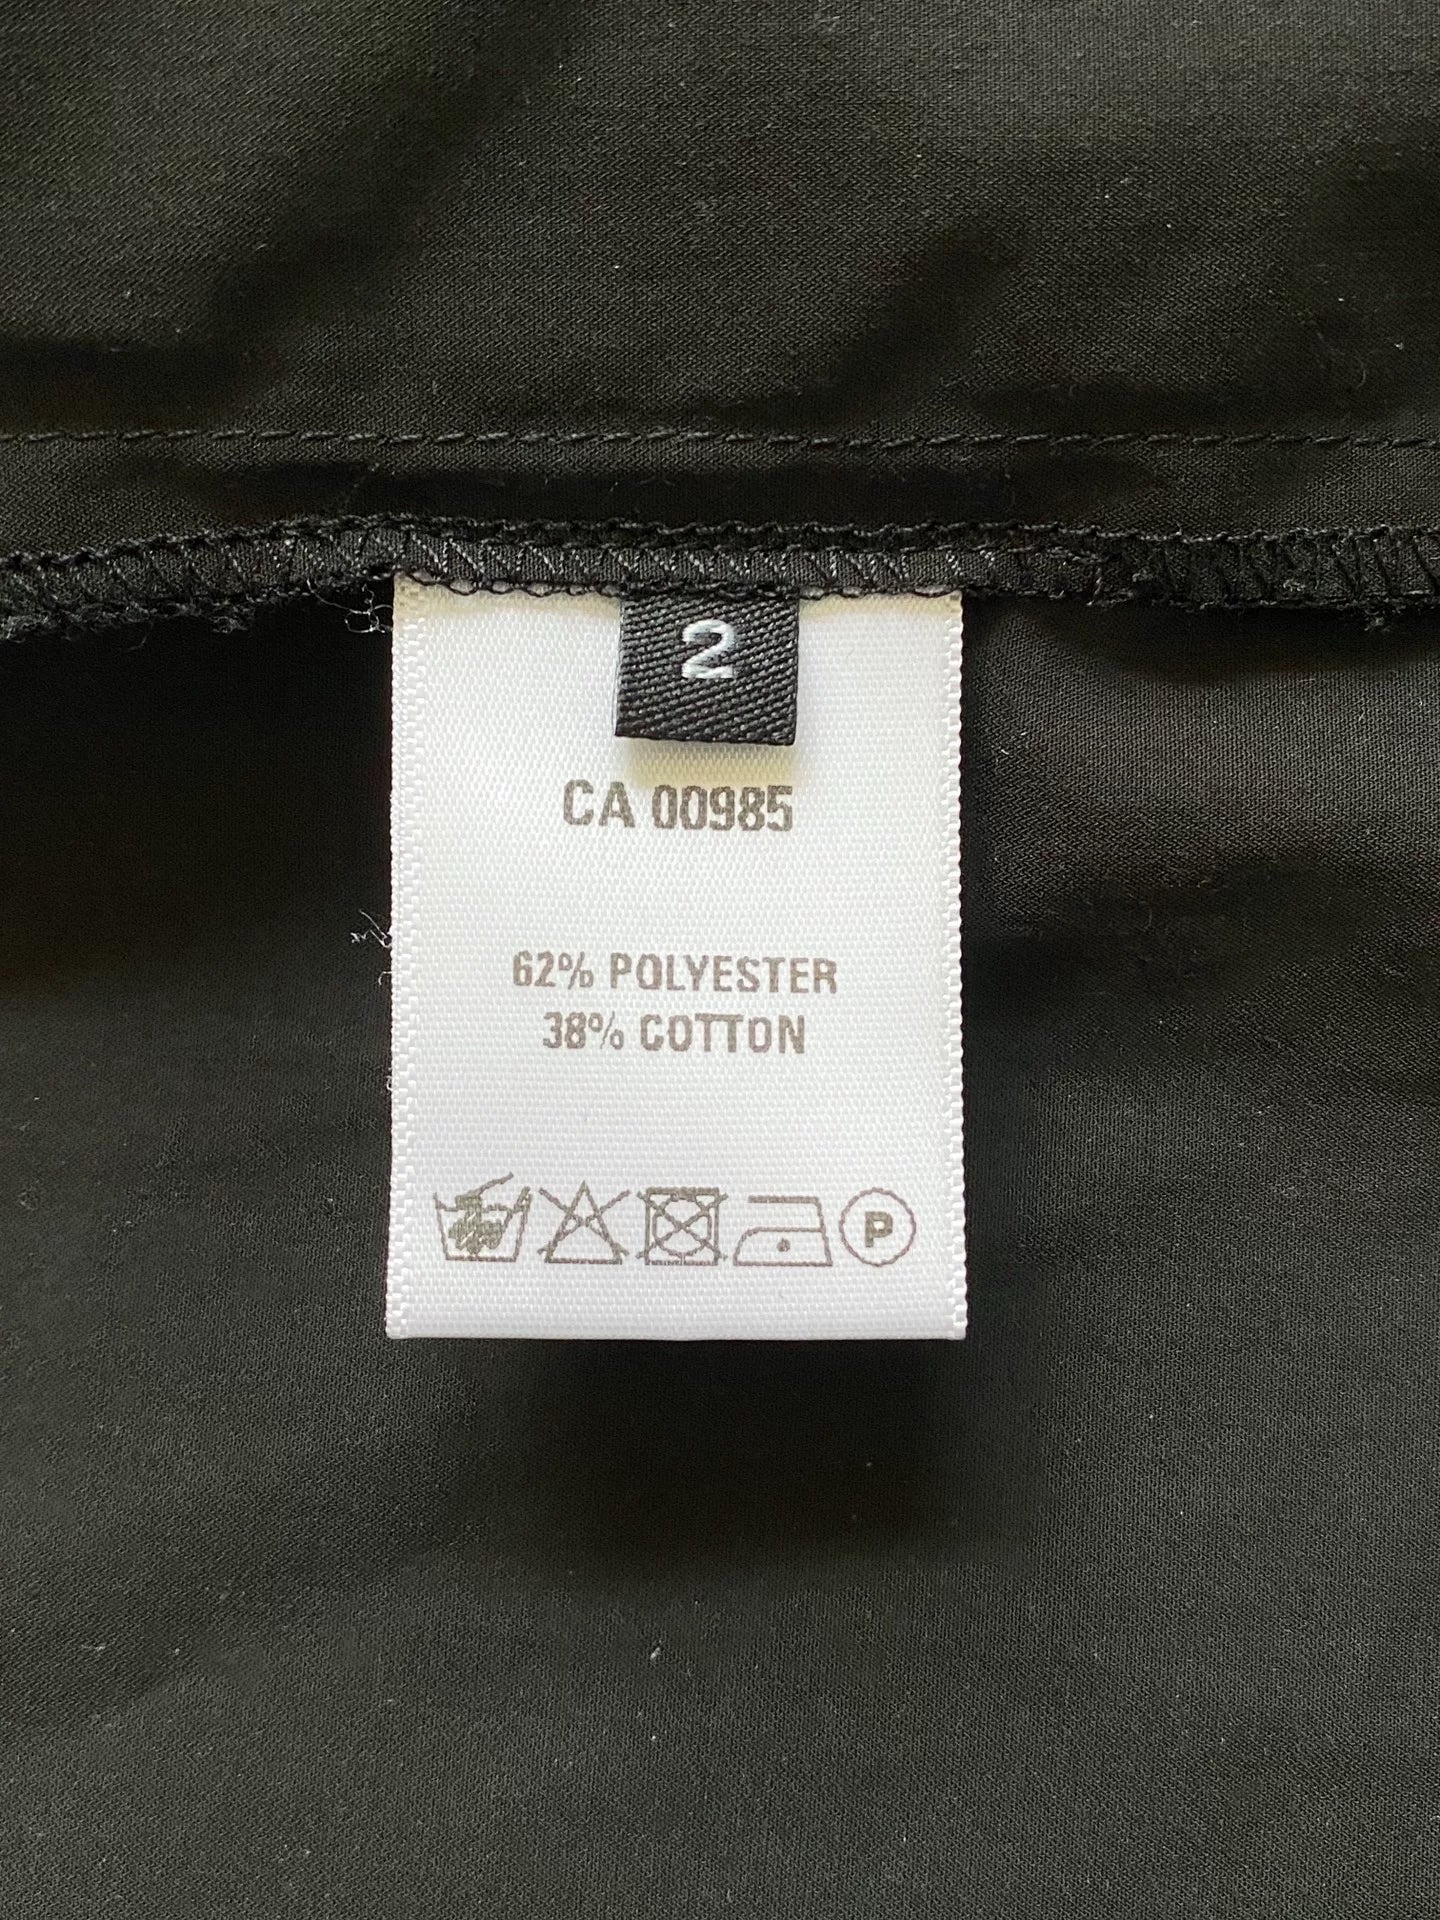 2
CA 00985
62% POLYESTER
38% COTTON
P